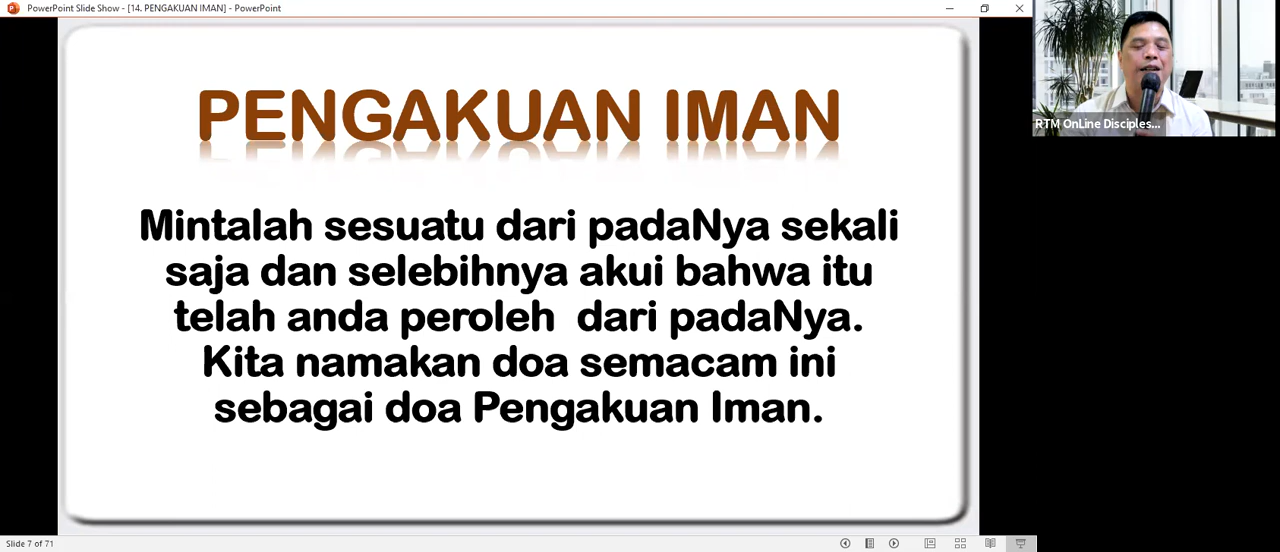 PowerPoint Slide Show - [14. PENGAKUAN IMAN] - PowerPoint
PENGAKUAN IMAN
Mintalah sesuatu dari padaNya sekali
saja dan selebihnya akui bahwa itu
telah anda peroleh dari padaNya.
Kita namakan doa semacam ini
sebagai doa Pengakuan Iman.
RTM OnLine Disciples...
Slide 7 of 71